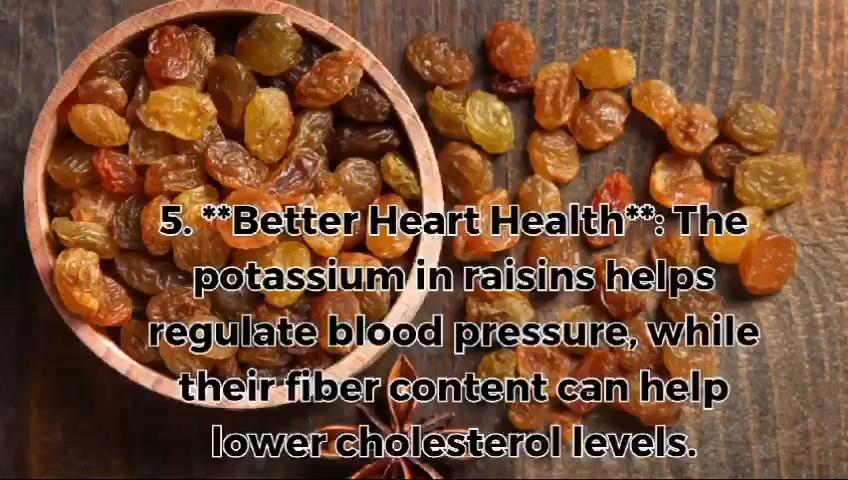 5. **Better Heart Health**: The
potassium in raisins helps
regulate blood pressure, while
their fiber content can help
lower cholesterol levels.